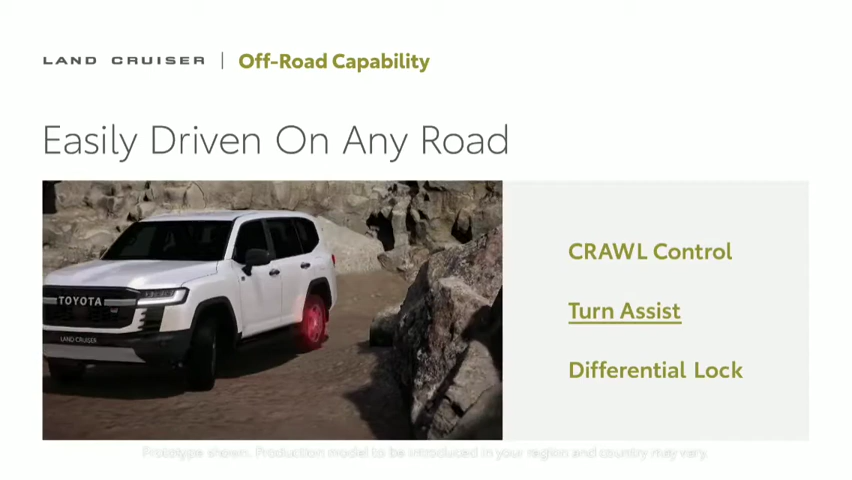 LAND CRUISER | Off-Road Capability
Easily Driven On Any Road
TOYOTA
LAND CRUISER
CRAWL Control
Turn Assist
Differential Lock
Prototype shown. Production model to be introduced in your region and country may vary.